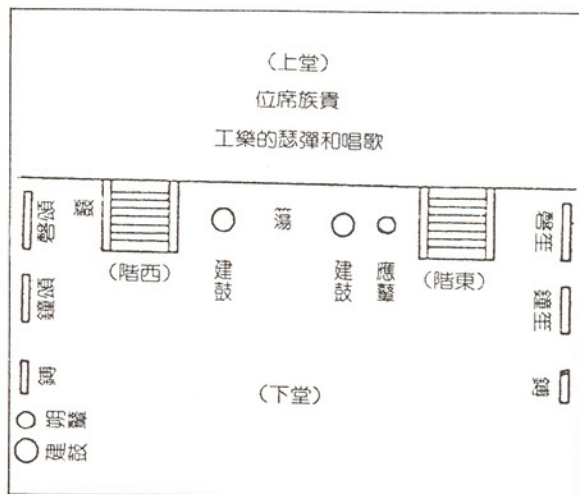 （堂上）
貴族席位
歌唱和彈瑟的樂工
笙磬
（東階）
應鼙
建鼓
建鼓
（西階）
鼗
頌磬
笙鐘
頌鐘
鎛
（堂下）
鎛
朔鼙
建鼓